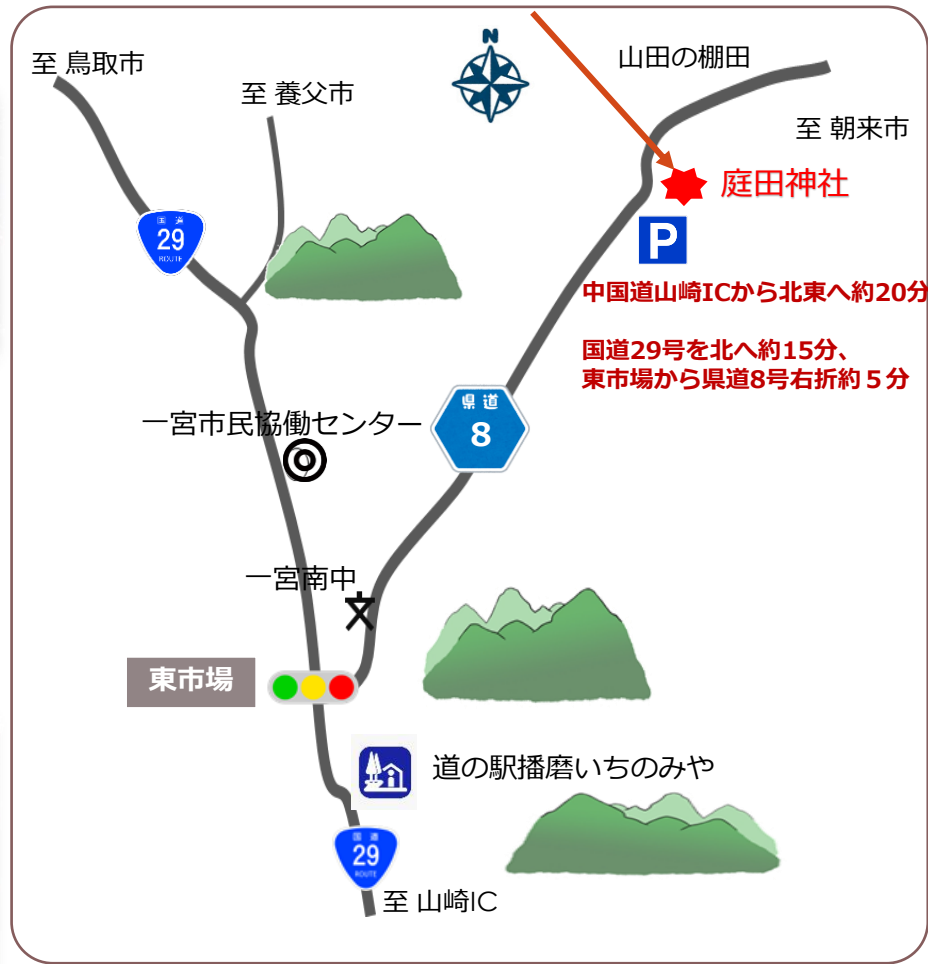 N
至 鳥取市
山田の棚田
至 養父市
至 朝来市
庭田神社
国道
29
ROUTE
P
中国道山崎ICから北東へ約20分
国道29号を北へ約15分、
東市場から県道8号右折約５分
県道
8
一宮市民協働センター
一宮南中
東市場
道の駅播磨いちのみや
国道
29
ROUTE
至 山崎IC